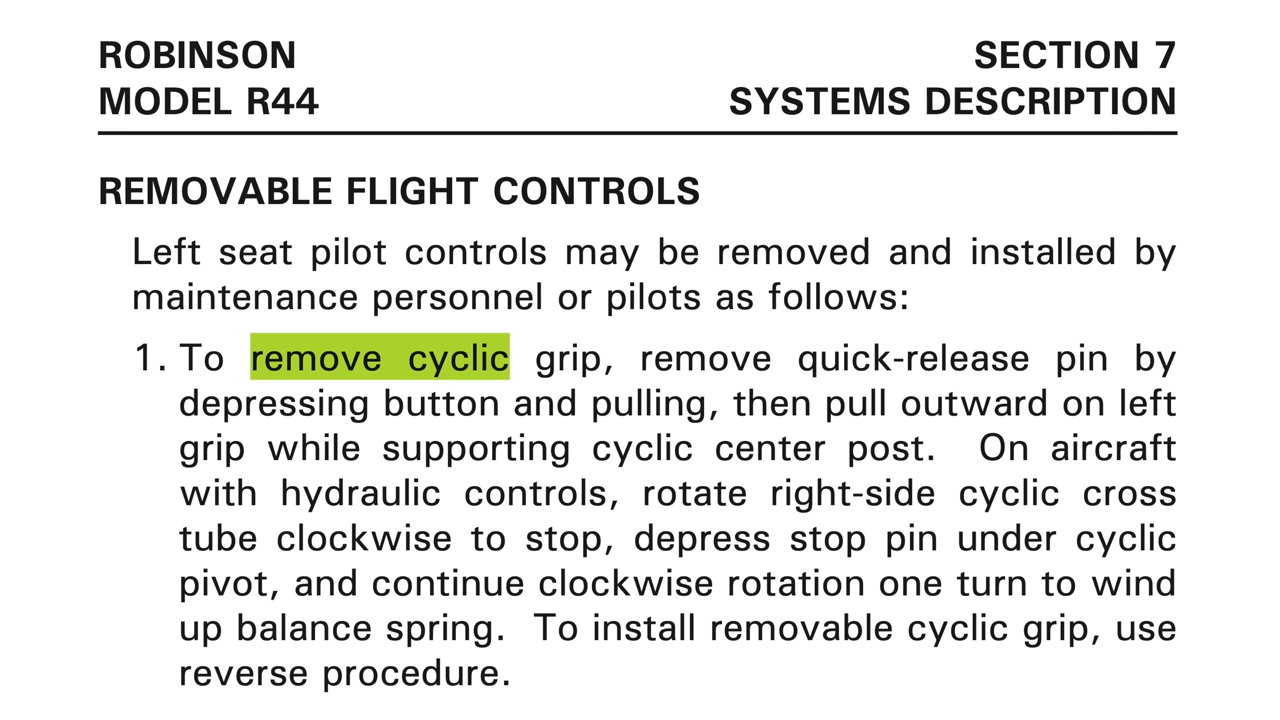 ROBINSON
MODEL R44
SECTION 7
SYSTEMS DESCRIPTION
REMOVABLE FLIGHT CONTROLS
Left seat pilot controls may be removed and installed by
maintenance personnel or pilots as follows:
1. To remove cyclic grip, remove quick-release pin by
depressing button and pulling, then pull outward on left
grip while supporting cyclic center post. On aircraft
with hydraulic controls, rotate right-side cyclic cross
tube clockwise to stop, depress stop pin under cyclic
pivot, and continue clockwise rotation one turn to wind
up balance spring. To install removable cyclic grip, use
reverse procedure.